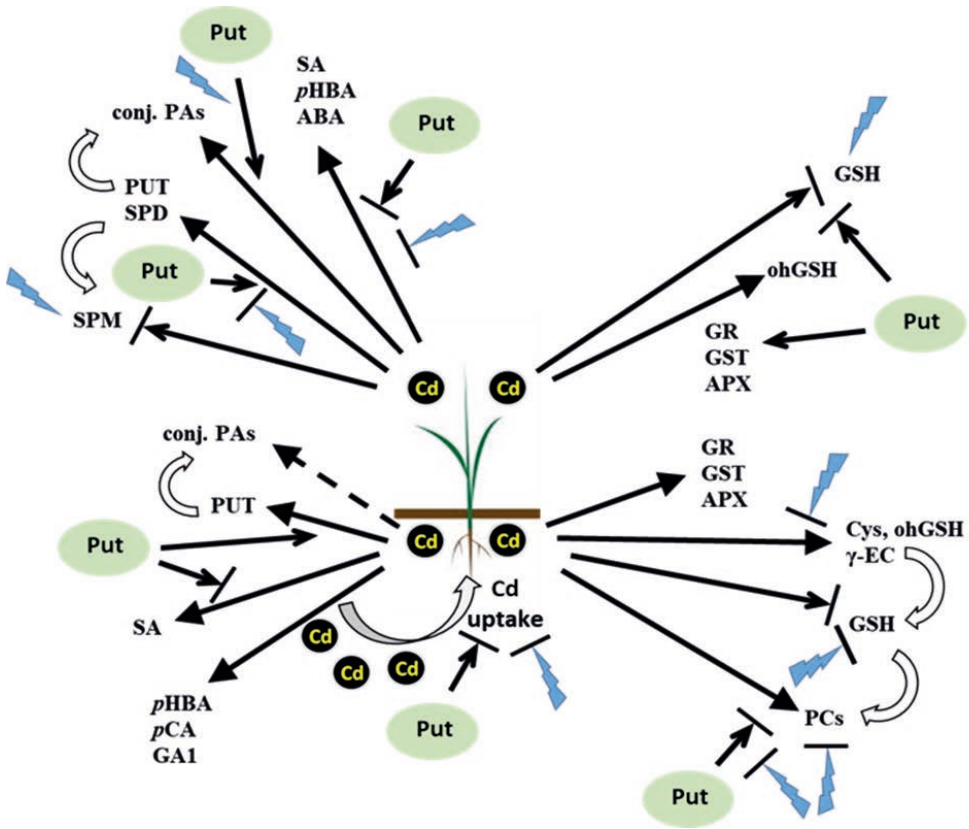 Put
SA
pHBA
ABA
conj. PAs
Put
GSH
PUT
SPD
Put
ohGSH
SPM
Put
GR
GST
APX
Cd
Cd
conj. PAs
GR
GST
APX
PUT
Put
Cd
Cd
Cys, ohGSH
γ-EC
SA
Cd
uptake
GSH
Cd
Cd
Cd
pHBA
pCA
GA1
Put
PCs
Put